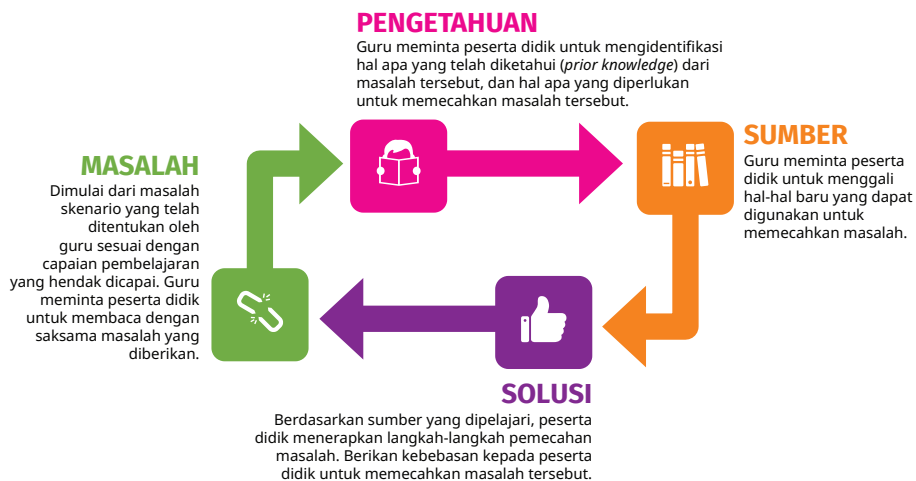 PENGETAHUAN
Guru meminta peserta didik untuk mengidentifikasi
hal apa yang telah diketahui (prior knowledge) dari
masalah tersebut, dan hal apa yang diperlukan
untuk memecahkan masalah tersebut.
SUMBER
Guru meminta peserta
didik untuk menggali
hal-hal baru yang dapat
digunakan untuk
memecahkan masalah.
MASALAH
Dimulai dari masalah
skenario yang telah
ditentukan oleh
guru sesuai dengan
capaian pembelajaran
yang hendak dicapai. Guru
meminta peserta didik
untuk membaca dengan
saksama masalah yang
diberikan.
SOLUSI
Berdasarkan sumber yang dipelajari, peserta
didik menerapkan langkah-langkah pemecahan
masalah. Berikan kebebasan kepada peserta
didik untuk memecahkan masalah tersebut.